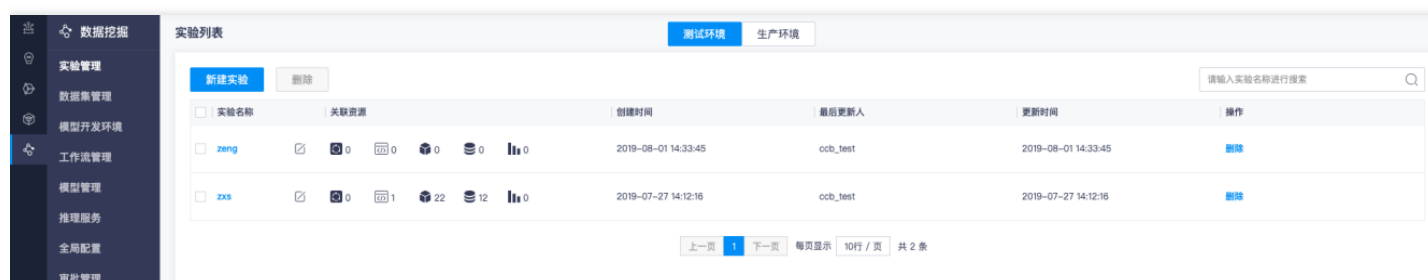 数据挖掘
实验管理
数据集管理
模型开发环境
工作流管理
模型管理
推理服务
全局配置
审批管理
实验列表
测试环境 生产环境
新建实验 删除 请输入实验名称进行搜索
实验名称 关联资源 创建时间 最后更新人 更新时间 操作
zeng 0 0 0 0 0 2019-08-01 14:33:45 ccb_test 2019-08-01 14:33:45 删除
zxs 0 1 22 12 0 2019-07-27 14:12:16 ccb_test 2019-07-27 14:12:16 删除
上一页 1 下一页 每页显示 10行 / 页 共 2 条